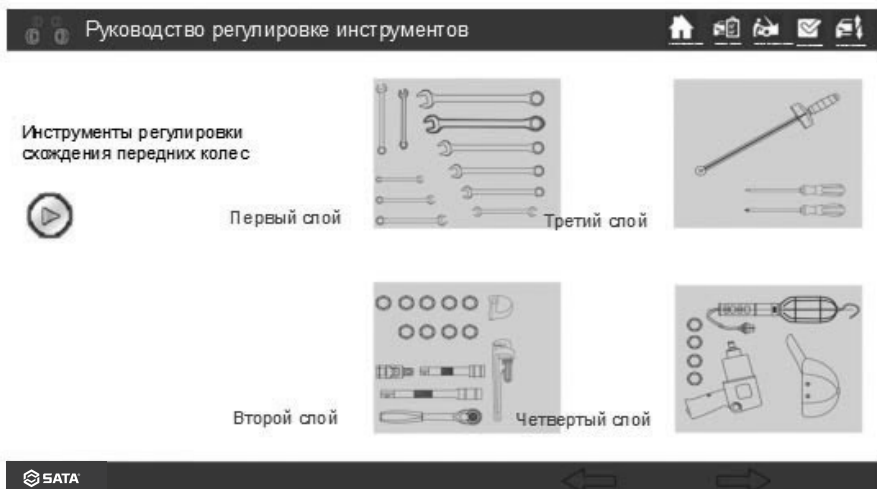 Руководство регулировке инструментов
Инструменты регулировки
схождения передних колес
Первый слой
Третий слой
Второй слой
Четвертый слой
SATA